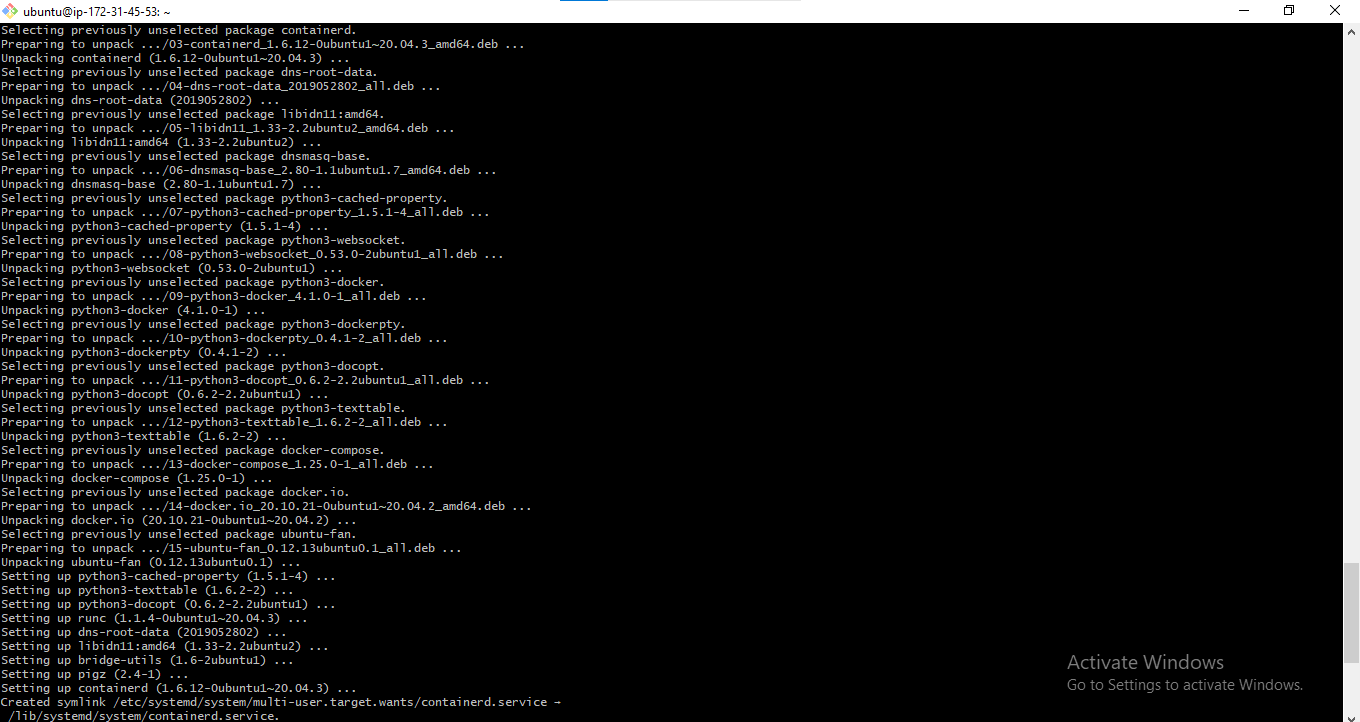 ubuntu@ip-172-31-45-53: ~
Selecting previously unselected package containerd.
Preparing to unpack .../03-containerd_1.6.12-0ubuntu1~20.04.3_amd64.deb ...
Unpacking containerd (1.6.12-0ubuntu1~20.04.3) ...
Selecting previously unselected package dns-root-data.
Preparing to unpack .../04-dns-root-data_2019052802_all.deb ...
Unpacking dns-root-data (2019052802) ...
Selecting previously unselected package libidn11:amd64.
Preparing to unpack .../05-libidn11_1.33-2.2ubuntu2_amd64.deb ...
Unpacking libidn11:amd64 (1.33-2.2ubuntu2) ...
Selecting previously unselected package dnsmasq-base.
Preparing to unpack .../06-dnsmasq-base_2.80-1.1ubuntu1.7_amd64.deb ...
Unpacking dnsmasq-base (2.80-1.1ubuntu1.7) ...
Selecting previously unselected package python3-cached-property.
Preparing to unpack .../07-python3-cached-property_1.5.1-4_all.deb ...
Unpacking python3-cached-property (1.5.1-4) ...
Selecting previously unselected package python3-websocket.
Preparing to unpack .../08-python3-websocket_0.53.0-2ubuntu1_all.deb ...
Unpacking python3-websocket (0.53.0-2ubuntu1) ...
Selecting previously unselected package python3-docker.
Preparing to unpack .../09-python3-docker_4.1.0-1_all.deb ...
Unpacking python3-docker (4.1.0-1) ...
Selecting previously unselected package python3-dockerpty.
Preparing to unpack .../10-python3-dockerpty_0.4.1-2_all.deb ...
Unpacking python3-dockerpty (0.4.1-2) ...
Selecting previously unselected package python3-docopt.
Preparing to unpack .../11-python3-docopt_0.6.2-2.2ubuntu1_all.deb ...
Unpacking python3-docopt (0.6.2-2.2ubuntu1) ...
Selecting previously unselected package python3-texttable.
Preparing to unpack .../12-python3-texttable_1.6.2-2_all.deb ...
Unpacking python3-texttable (1.6.2-2) ...
Selecting previously unselected package docker-compose.
Preparing to unpack .../13-docker-compose_1.25.0-1_all.deb ...
Unpacking docker-compose (1.25.0-1) ...
Selecting previously unselected package docker.io.
Preparing to unpack .../14-docker.io_20.10.21-0ubuntu1~20.04.2_amd64.deb ...
Unpacking docker.io (20.10.21-0ubuntu1~20.04.2) ...
Selecting previously unselected package ubuntu-fan.
Preparing to unpack .../15-ubuntu-fan_0.12.13ubuntu0.1_all.deb ...
Unpacking ubuntu-fan (0.12.13ubuntu0.1) ...
Setting up python3-cached-property (1.5.1-4) ...
Setting up python3-texttable (1.6.2-2) ...
Setting up python3-docopt (0.6.2-2.2ubuntu1) ...
Setting up runc (1.1.4-0ubuntu1~20.04.3) ...
Setting up dns-root-data (2019052802) ...
Setting up libidn11:amd64 (1.33-2.2ubuntu2) ...
Setting up bridge-utils (1.6-2ubuntu1) ...
Setting up pigz (2.4-1) ...
Setting up containerd (1.6.12-0ubuntu1~20.04.3) ...
Created symlink /etc/systemd/system/multi-user.target.wants/containerd.service →
/lib/systemd/system/containerd.service.
Activate Windows
Go to Settings to activate Windows.